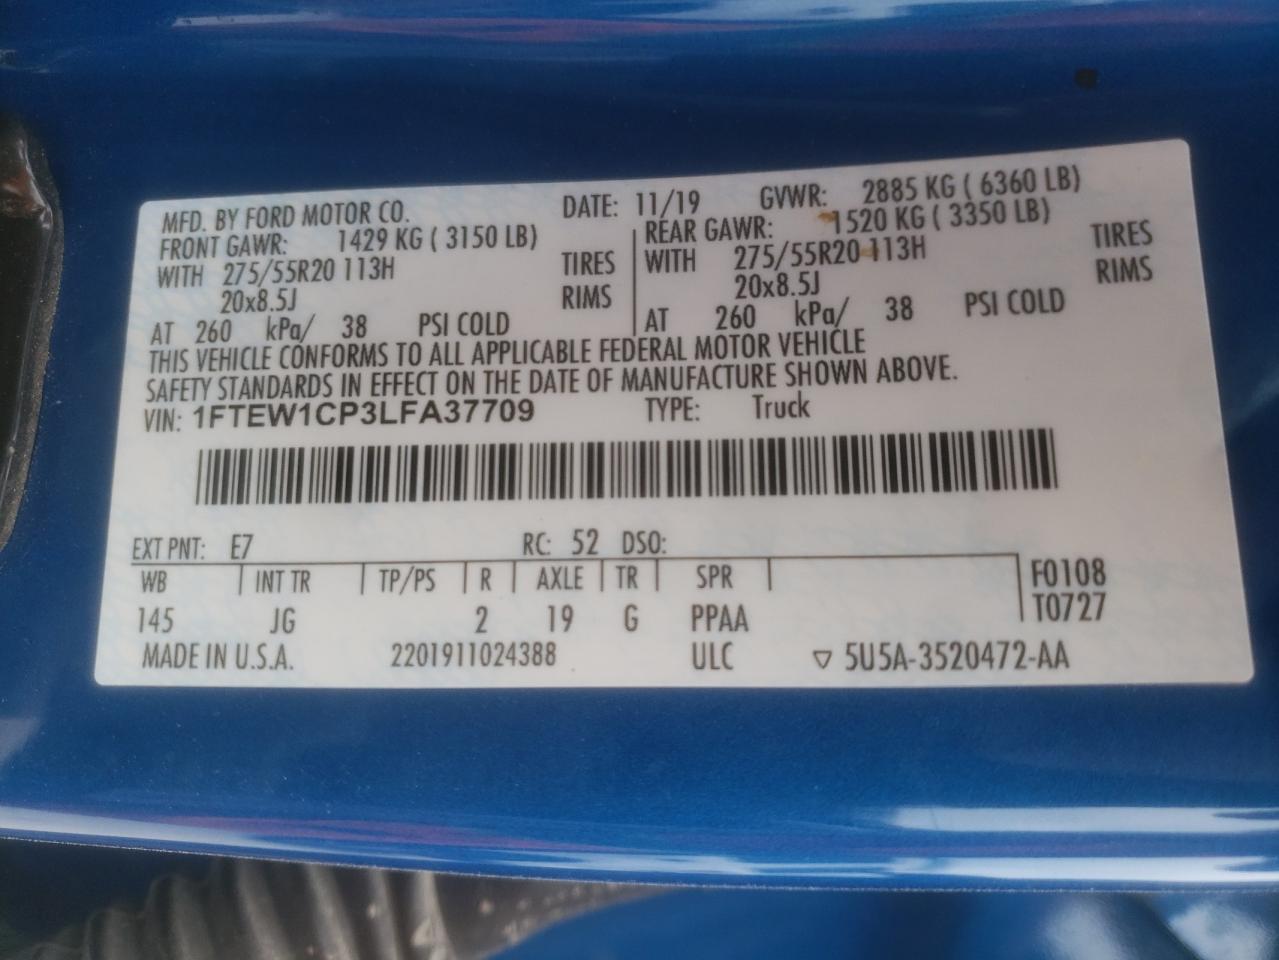 MFD. BY FORD MOTOR CO. DATE: 11/19 GVWR: 2885 KG ( 6360 LB)
FRONT GAWR: 1429 KG ( 3150 LB) REAR GAWR: 1520 KG ( 3350 LB)
WITH 275/55R20 113H TIRES WITH 275/55R20 113H TIRES
20x8.5J RIMS 20x8.5J RIMS
AT 260 kPa/ 38 PSI COLD AT 260 kPa/ 38 PSI COLD
THIS VEHICLE CONFORMS TO ALL APPLICABLE FEDERAL MOTOR VEHICLE
SAFETY STANDARDS IN EFFECT ON THE DATE OF MANUFACTURE SHOWN ABOVE.
VIN: 1FTEW1CP3LFA37709 TYPE: Truck
EXT PNT: E7 RC: 52 DSO:
WB INT TR TP/PS R AXLE TR SPR F0108
145 JG 2 19 G PPAA T0727
MADE IN U.S.A. 2201911024388 ULC ▽ 5U5A-3520472-AA